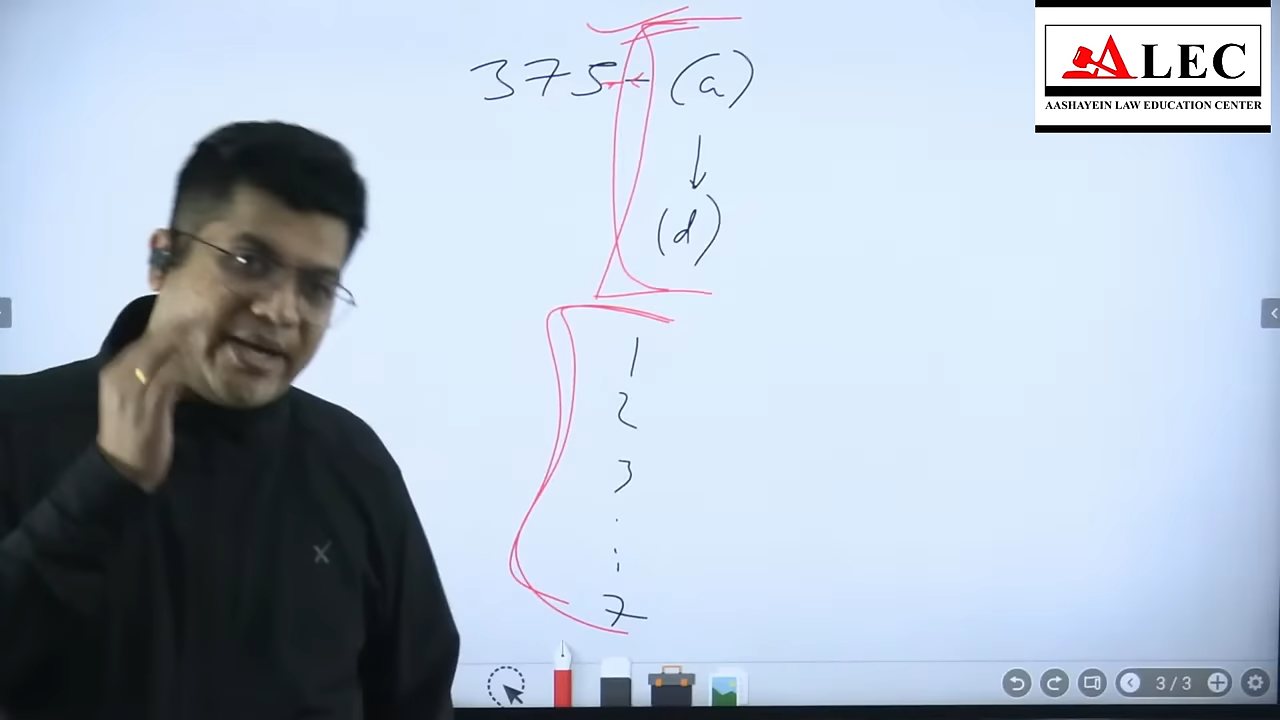 375 - (a)
↓
(d)
1
2
3
.
:
7
ALEC
AASHAYEIN LAW EDUCATION CENTER
X
3 / 3